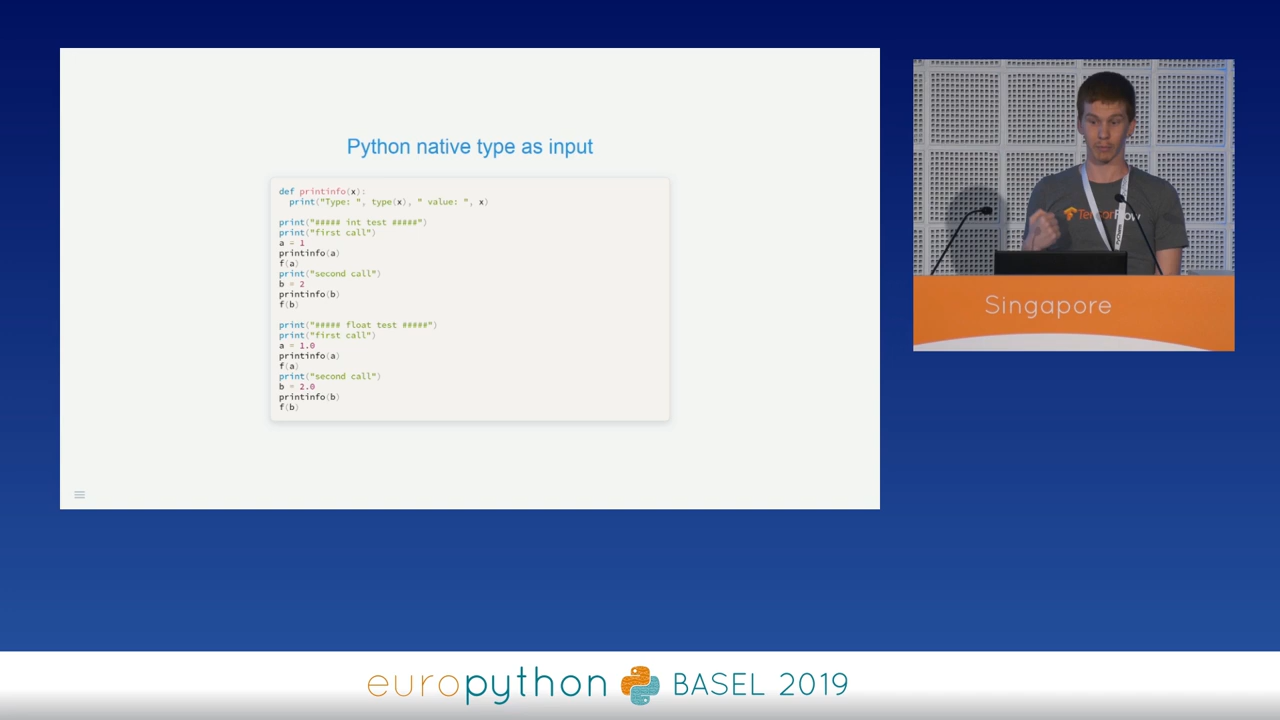 Python native type as input
def printinfo(x):
  print("Type: ", type(x), " value: ", x)
print("##### int test #####")
print("first call")
a = 1
printinfo(a)
f(a)
print("second call")
b = 2
printinfo(b)
f(b)
print("##### float test #####")
print("first call")
a = 1.0
printinfo(a)
f(a)
print("second call")
b = 2.0
printinfo(b)
f(b)
TensorFlow
Singapore
europython BASEL 2019